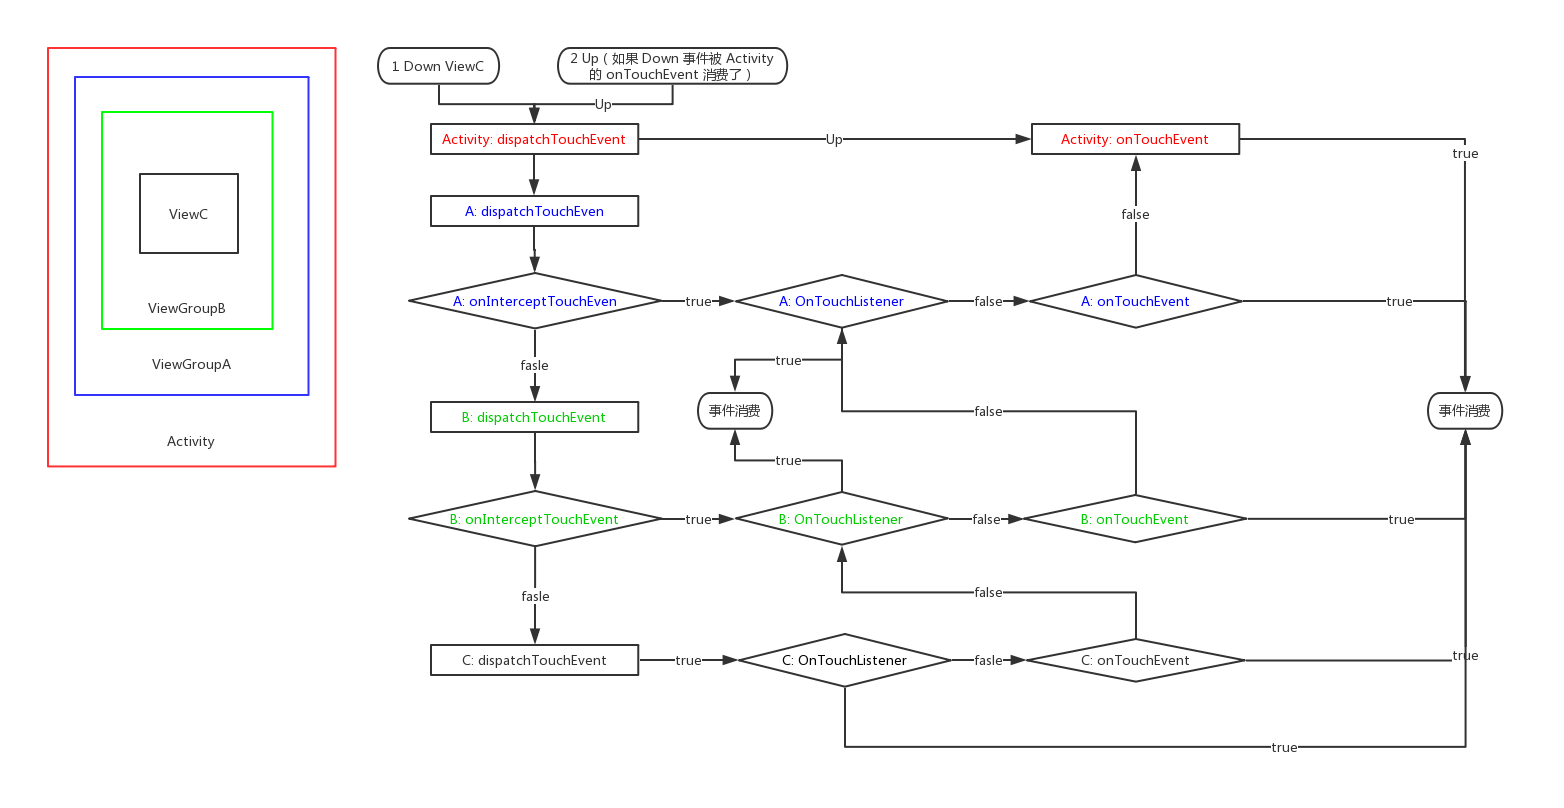 1 Down ViewC
2 Up ( 如果 Down 事件被 Activity
的 onTouchEvent 消费了 )
Up
Activity: dispatchTouchEvent
Up
Activity: onTouchEvent
true
A: dispatchTouchEven
ViewC
false
A: onInterceptTouchEven
true
A: OnTouchListener
false
A: onTouchEvent
true
ViewGroupB
ViewGroupA
fasle
true
B: dispatchTouchEvent
事件消费
false
事件消费
Activity
true
B: onInterceptTouchEvent
true
B: OnTouchListener
false
B: onTouchEvent
true
fasle
false
C: dispatchTouchEvent
true
C: OnTouchListener
fasle
C: onTouchEvent
true
true